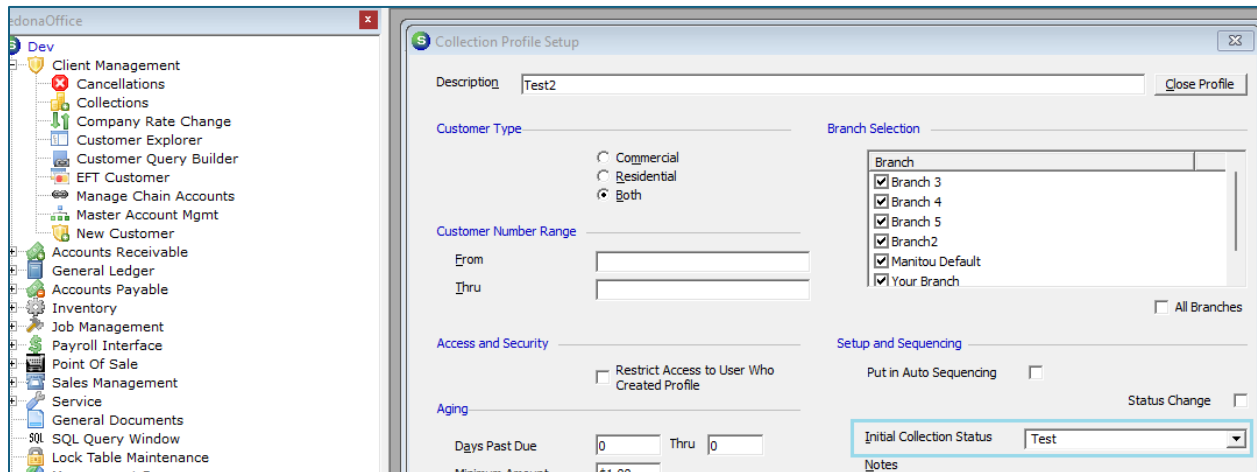 edonaOffice
Dev
Client Management
Cancellations
Collections
Company Rate Change
Customer Explorer
Customer Query Builder
EFT Customer
Manage Chain Accounts
Master Account Mgmt
New Customer
Accounts Receivable
General Ledger
Accounts Payable
Inventory
Job Management
Payroll Interface
Point Of Sale
Sales Management
Service
General Documents
SQL SQL Query Window
Lock Table Maintenance
Collection Profile Setup
Description Test2 Close Profile
Customer Type
Commercial
Residential
Both
Customer Number Range
From
Thru
Access and Security
Restrict Access to User Who
Created Profile
Aging
Days Past Due 0 Thru 0
Minimum Amount $1.00
Branch Selection
Branch
Branch 3
Branch 4
Branch 5
Branch2
Manitou Default
Your Branch
All Branches
Setup and Sequencing
Put in Auto Sequencing
Status Change
Initial Collection Status Test
Notes